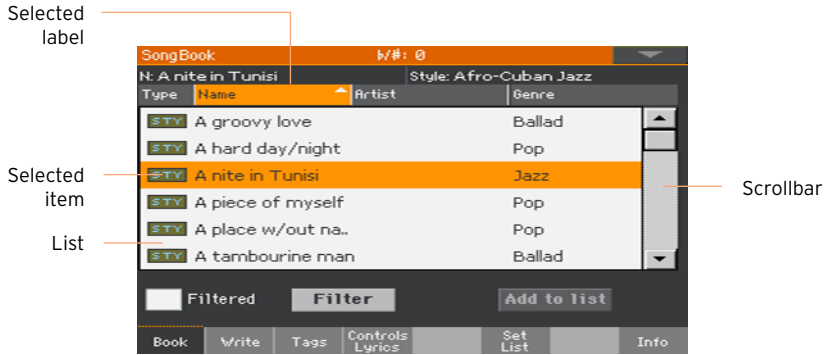 Selected
label
SongBook ♭/#: 0
N: A nite in Tunisi Style: Afro-Cuban Jazz
Type Name Artist Genre
STY A groovy love Ballad
STY A hard day/night Pop
Selected
item
STY A nite in Tunisi Jazz
Scrollbar
STY A piece of myself Pop
List
STY A place w/out na.. Pop
STY A tambourine man Ballad
Filtered Filter Add to list
Book Write Tags Controls
Lyrics Set
List Info